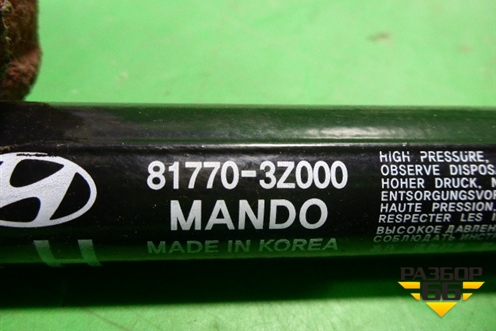 81770-3Z000
MANDO
MADE IN KOREA
HIGH PRESSURE,
OBSERVE DISPOS
HOHER DRUCK, N
ENTSORGUNGSVOR
HAUTE PRESSION,
RESPECTER LES
ВЫСОКОЕ ДАВЛЕН
СОБЛЮДАТЬ ИНСТ
РАЗБОР
66